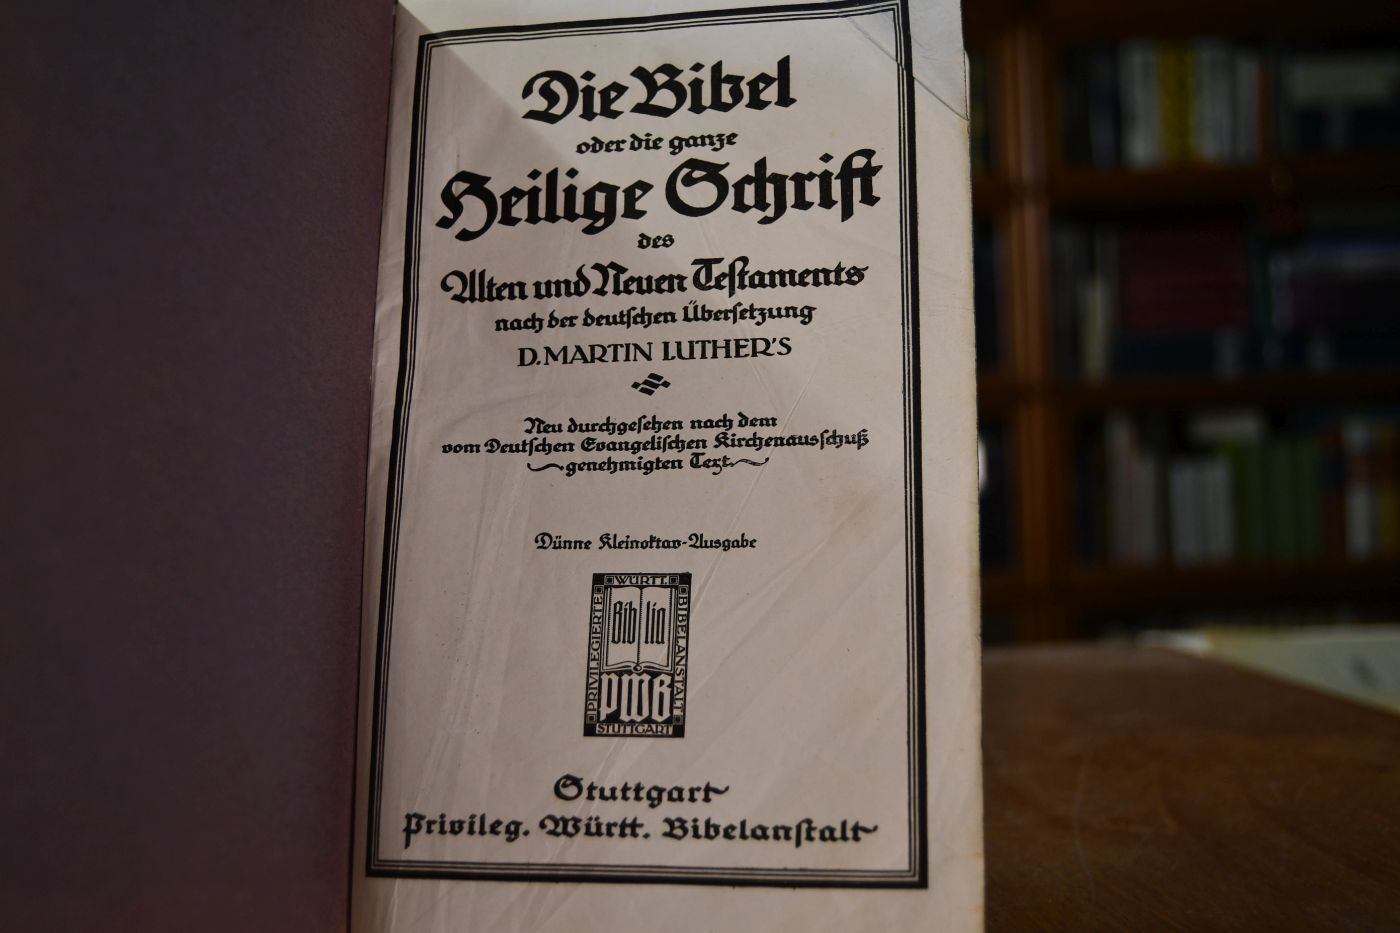 Die Bibel
oder die ganze
Heilige Schrift
des
Alten und Neuen Testaments
nach der deutschen Übersetzung
D. MARTIN LUTHER'S
Neu durchgesehen nach dem
vom Deutschen Evangelischen Kirchenausschuß
genehmigten Text.
Dünne Kleinoktav-Ausgabe
WÜRTT.
PRIVILEGIERTE
Biblia
BIBELANSTALT
PWB
STUTTGART
Stuttgart
Privileg. Württ. Bibelanstalt